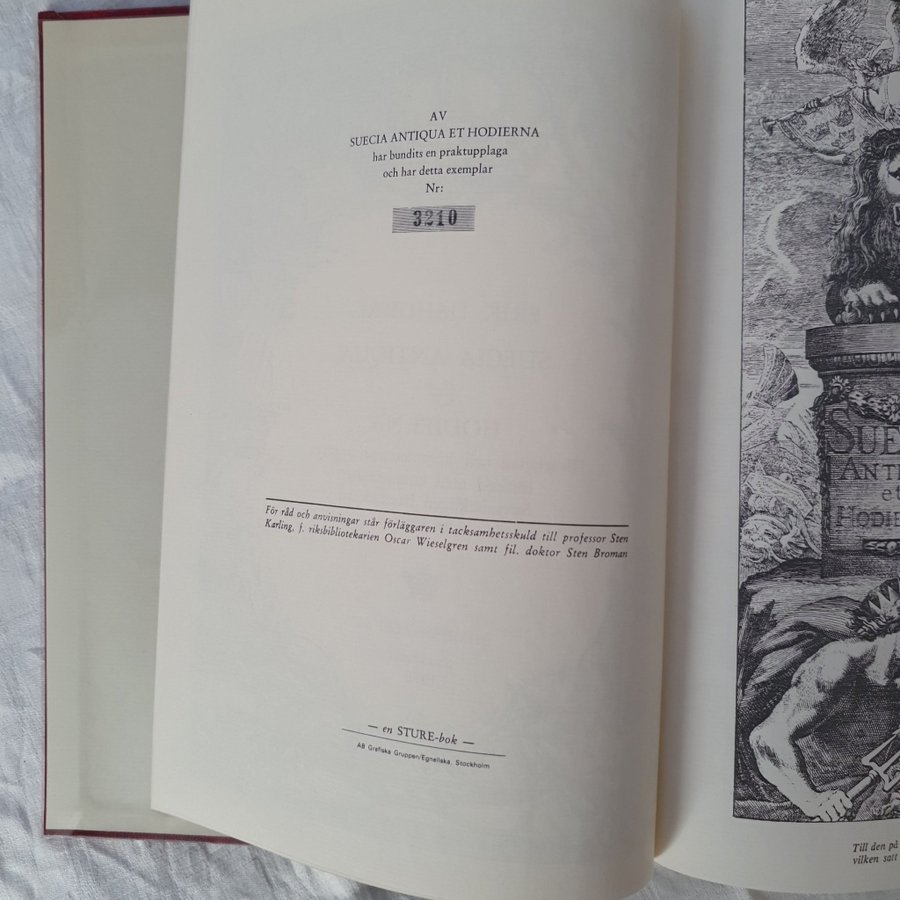 AV
SUECIA ANTIQUA ET HODIERNA
har bundits en praktupplaga
och har detta exemplar
Nr:
3210
För råd och anvisningar står förläggaren i tacksamhetsskuld till professor Sten
Karling, f. riksbibliotekarien Oscar Wieselgren samt fil. doktor Sten Broman
— en STURE-bok —
AB Grafiska Gruppen/Egnellska, Stockholm
SUE
ANTI
et
HODIE
Till den på
vilken satt